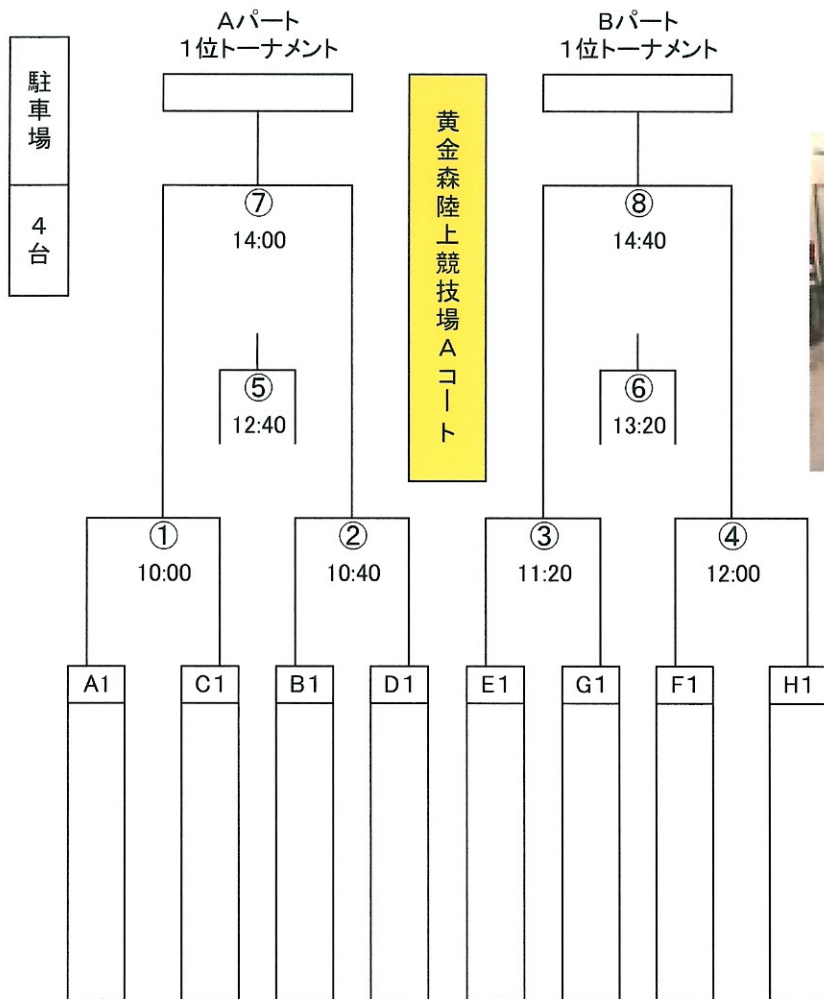 Aパート
1位トーナメント
Bパート
1位トーナメント
駐車場
4台
黄金森陸上競技場Aコート
⑦
14:00
⑧
14:40
⑤
12:40
⑥
13:20
①
10:00
②
10:40
③
11:20
④
12:00
A1
C1
B1
D1
E1
G1
F1
H1